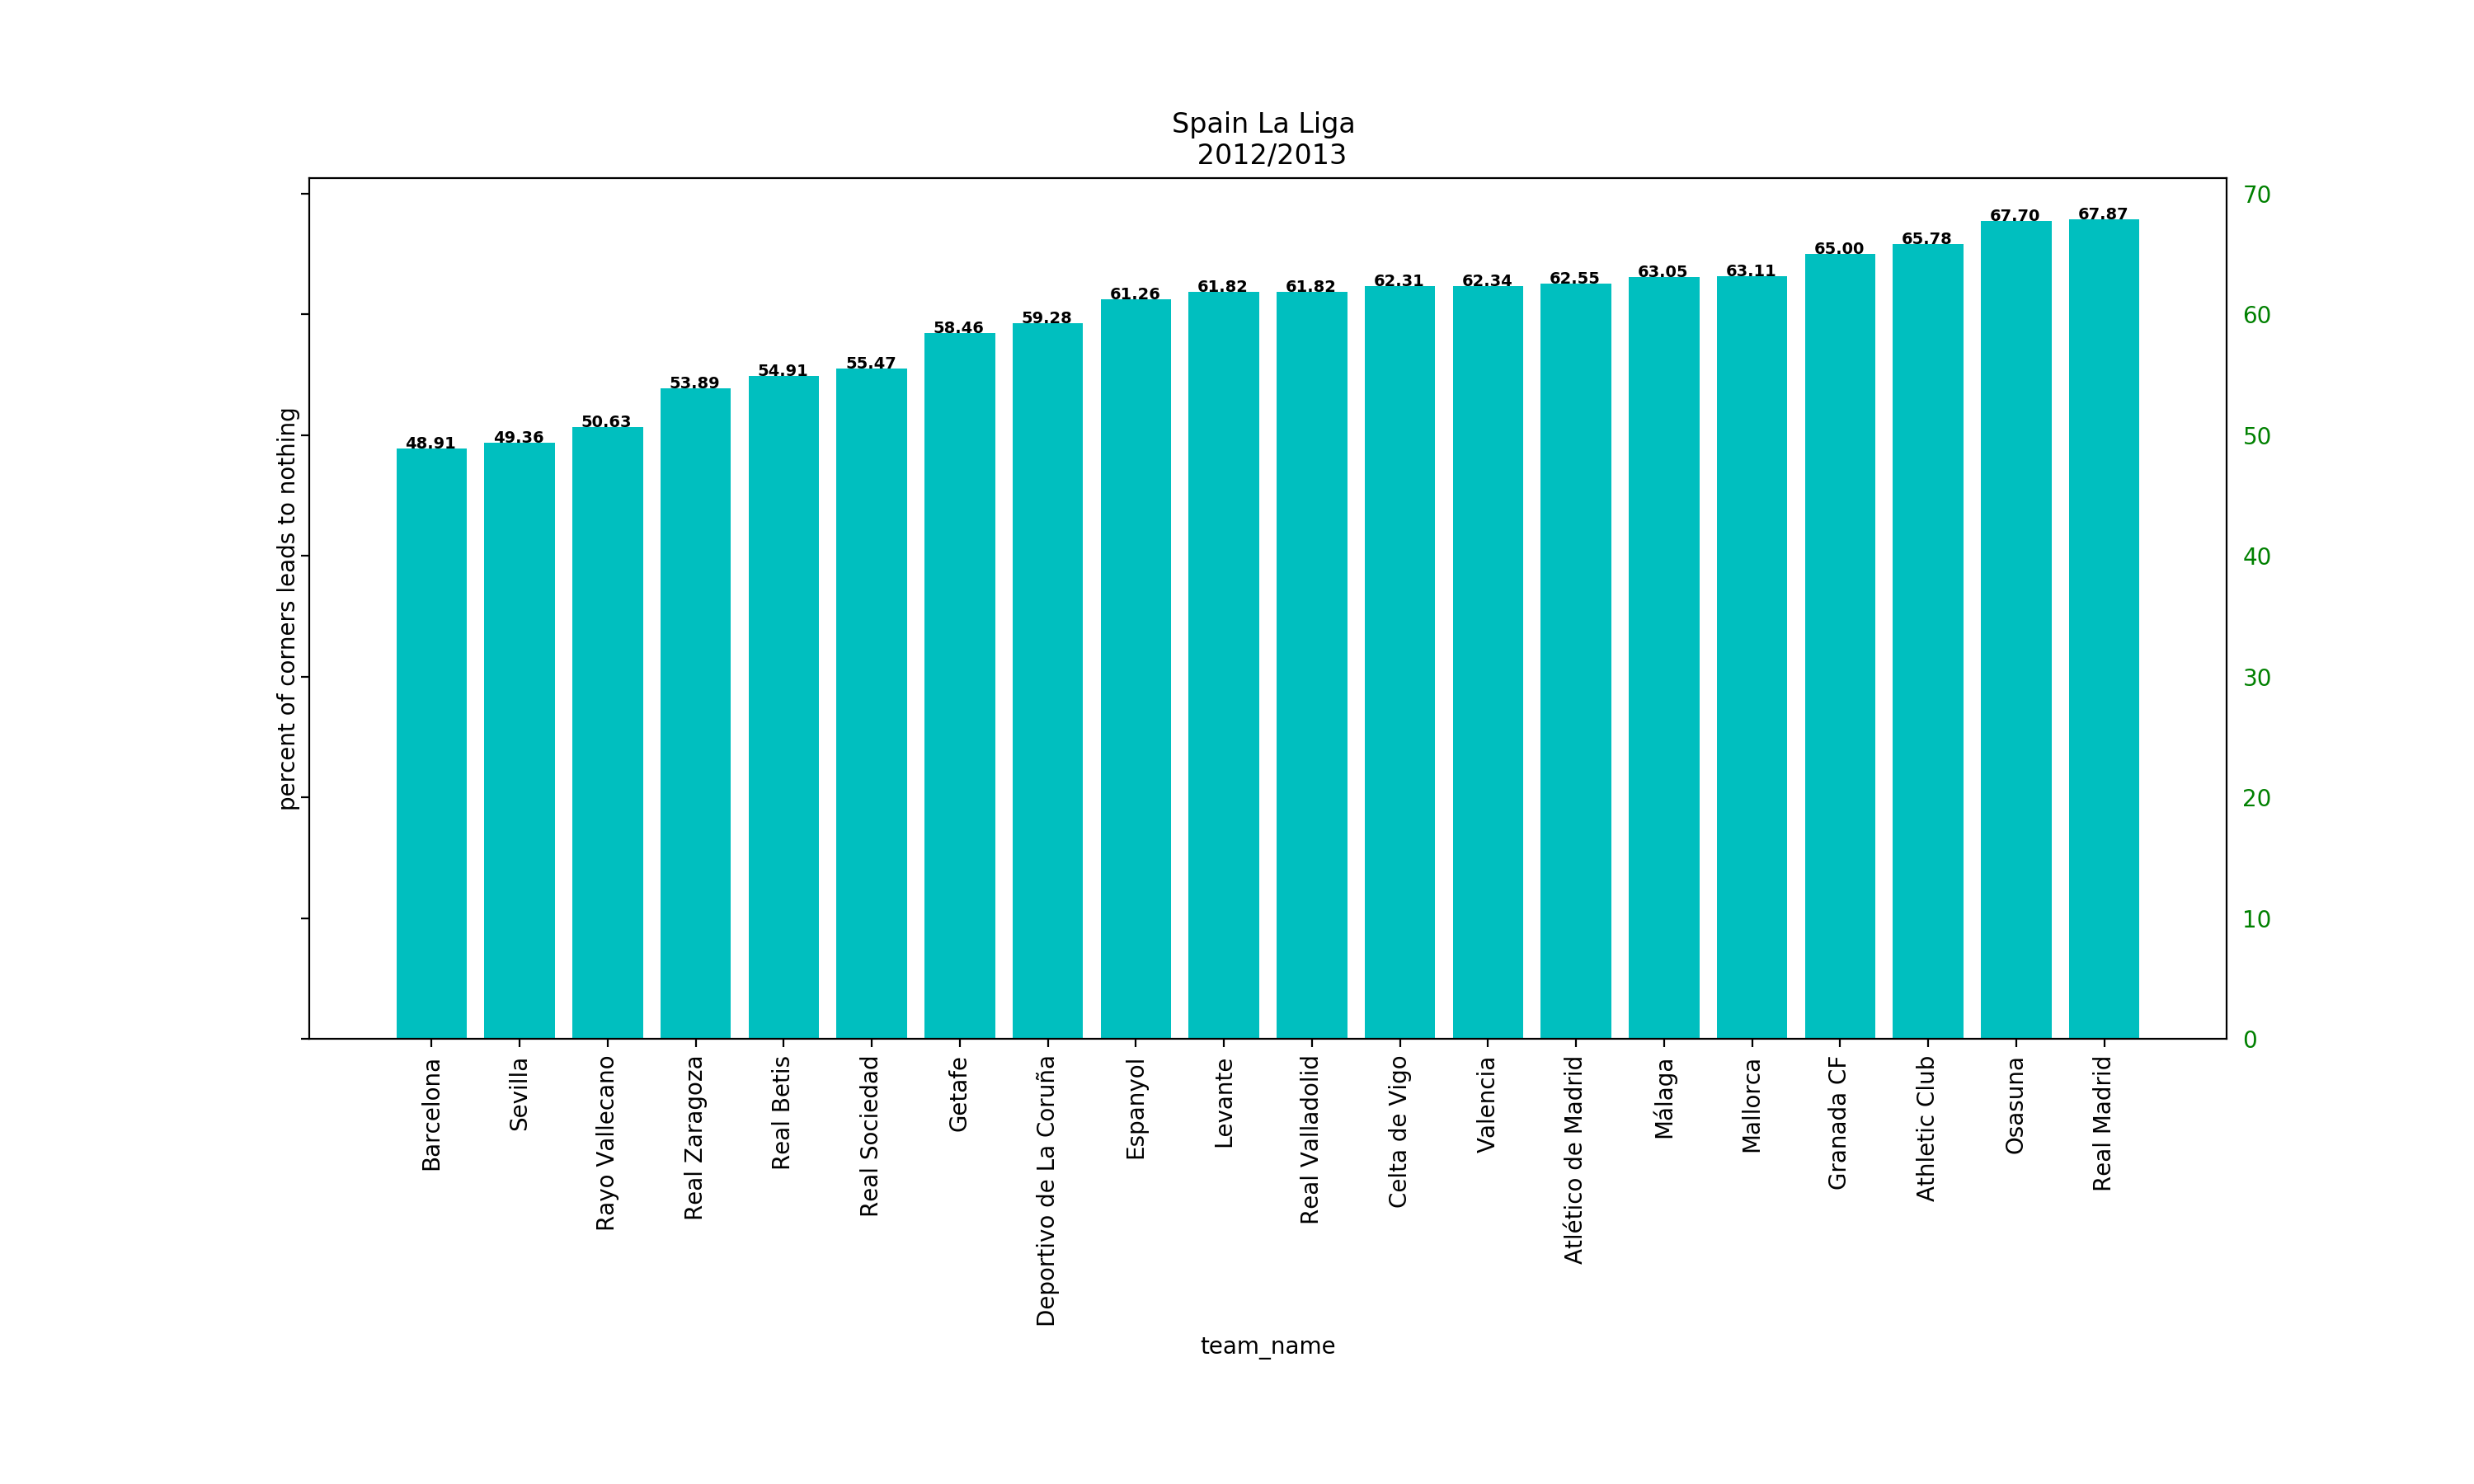 Spain La Liga
2012/2013
percent of corners leads to nothing
70
60
50
40
30
20
10
0
48.91
49.36
50.63
53.89
54.91
55.47
58.46
59.28
61.26
61.82
61.82
62.31
62.34
62.55
63.05
63.11
65.00
65.78
67.70
67.87
Barcelona
Sevilla
Rayo Vallecano
Real Zaragoza
Real Betis
Real Sociedad
Getafe
Deportivo de La Coruña
Espanyol
Levante
Real Valladolid
Celta de Vigo
Valencia
Atlético de Madrid
Málaga
Mallorca
Granada CF
Athletic Club
Osasuna
Real Madrid
team_name